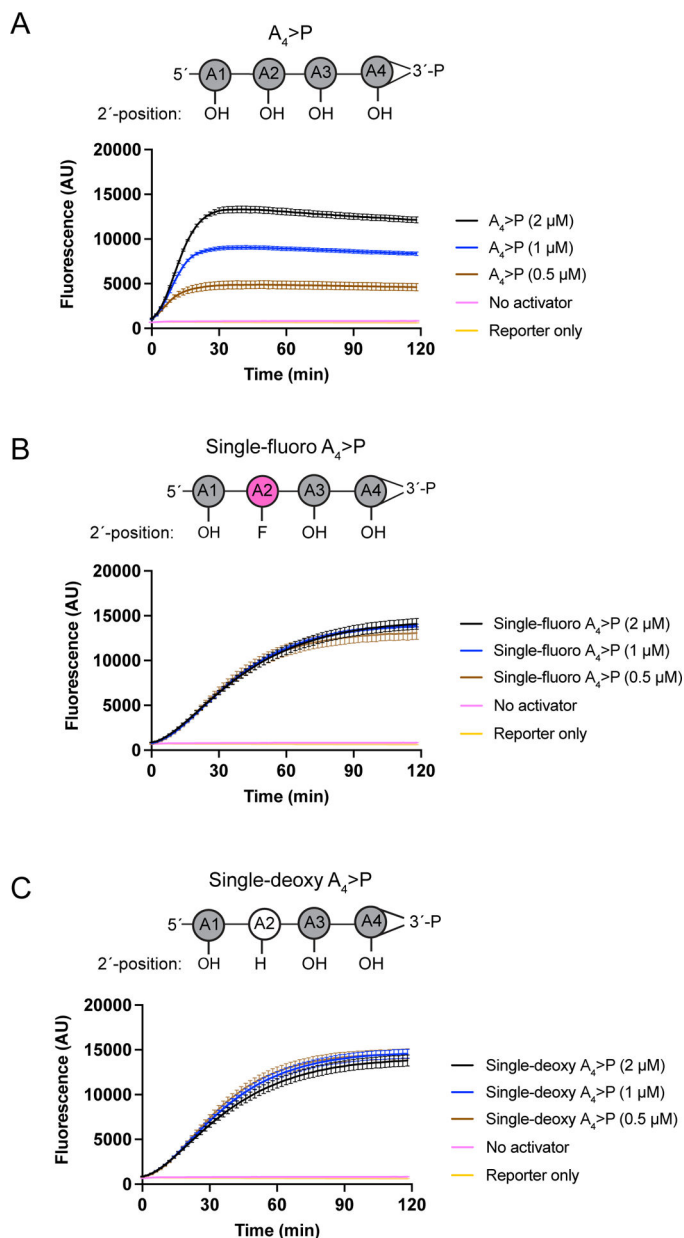 A
A₄>P
5´ A1 A2 A3 A4 3´-P
2´-position: OH OH OH OH
20000
15000
10000
5000
0
Fluorescence (AU)
0 30 60 90 120
Time (min)
A₄>P (2 µM)
A₄>P (1 µM)
A₄>P (0.5 µM)
No activator
Reporter only
B
Single-fluoro A₄>P
5´ A1 A2 A3 A4 3´-P
2´-position: OH F OH OH
20000
15000
10000
5000
0
Fluorescence (AU)
0 30 60 90 120
Time (min)
Single-fluoro A₄>P (2 µM)
Single-fluoro A₄>P (1 µM)
Single-fluoro A₄>P (0.5 µM)
No activator
Reporter only
C
Single-deoxy A₄>P
5´ A1 A2 A3 A4 3´-P
2´-position: OH H OH OH
20000
15000
10000
5000
0
Fluorescence (AU)
0 30 60 90 120
Time (min)
Single-deoxy A₄>P (2 µM)
Single-deoxy A₄>P (1 µM)
Single-deoxy A₄>P (0.5 µM)
No activator
Reporter only